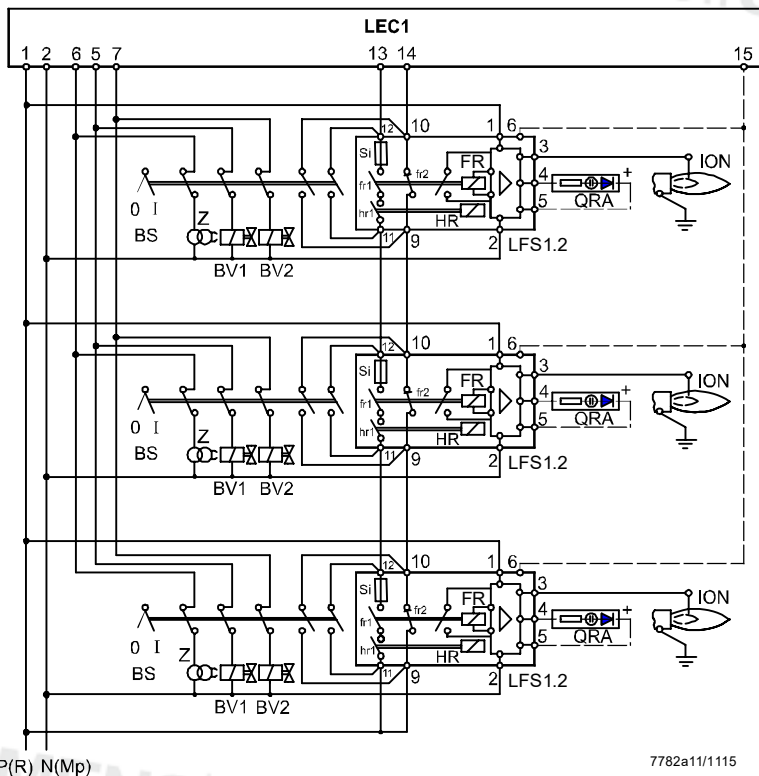 LEC1
1 2 6 5 7 13 14 15
12 10 1 6
Si FR 3 ION
fr1 fr2 4 +
0 I Z hr1 HR 5 QRA
BS 11 9 2 LFS1.2
BV1 BV2
12 10 1 6
Si FR 3 ION
fr1 fr2 4 +
0 I Z hr1 HR 5 QRA
BS 11 9 2 LFS1.2
BV1 BV2
12 10 1 6
Si FR 3 ION
fr1 fr2 4 +
0 I Z hr1 HR 5 QRA
BS 11 9 2 LFS1.2
BV1 BV2
P(R) N(Mp) 7782a11/1115